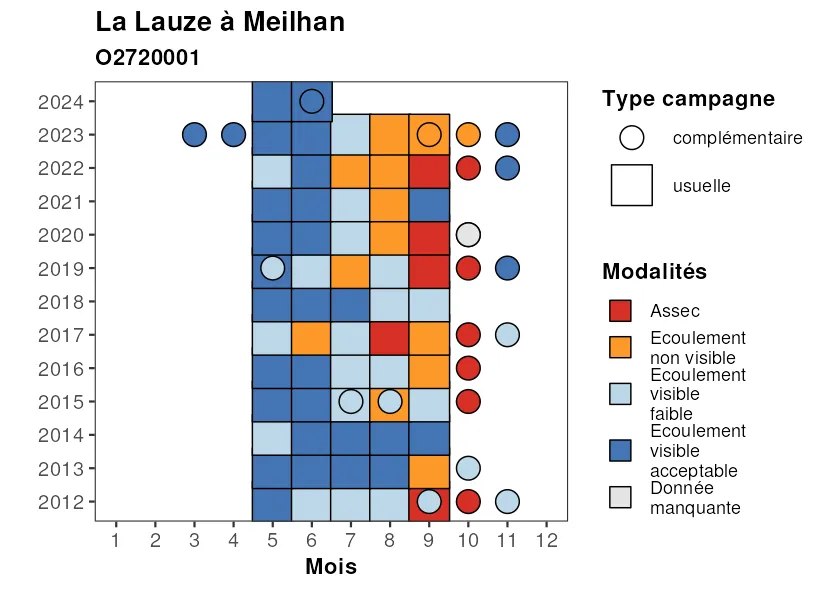 La Lauze à Meilhan
O2720001
2024
2023
2022
2021
2020
2019
2018
2017
2016
2015
2014
2013
2012
1 2 3 4 5 6 7 8 9 10 11 12
Mois
Type campagne
complémentaire
usuelle
Modalités
Assec
Ecoulement
non visible
Ecoulement
visible
faible
Ecoulement
visible
acceptable
Donnée
manquante